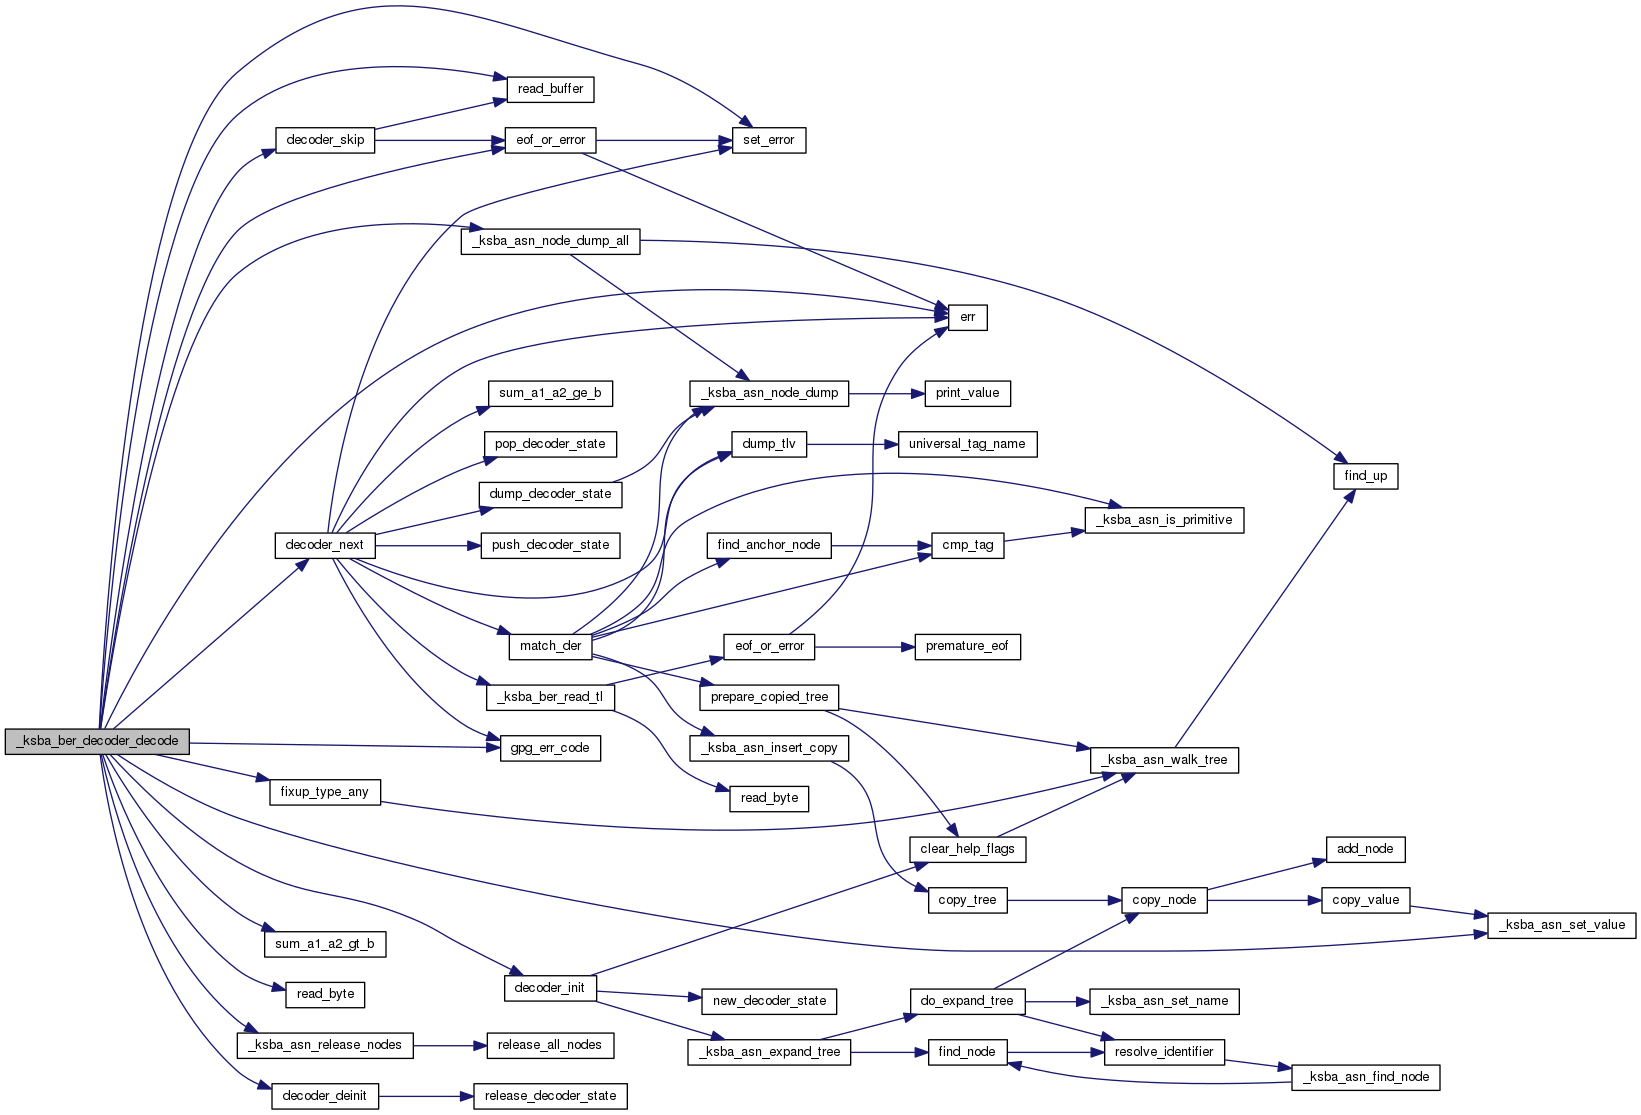 read_buffer
decoder_skip
eof_or_error
set_error
_ksba_asn_node_dump_all
err
sum_a1_a2_ge_b
_ksba_asn_node_dump
print_value
pop_decoder_state
dump_tlv
universal_tag_name
find_up
dump_decoder_state
_ksba_asn_is_primitive
decoder_next
push_decoder_state
find_anchor_node
cmp_tag
match_der
eof_or_error
premature_eof
_ksba_ber_read_tl
prepare_copied_tree
_ksba_ber_decoder_decode
gpg_err_code
_ksba_asn_insert_copy
_ksba_asn_walk_tree
fixup_type_any
read_byte
clear_help_flags
add_node
copy_tree
copy_node
copy_value
_ksba_asn_set_value
sum_a1_a2_gt_b
decoder_init
read_byte
new_decoder_state
do_expand_tree
_ksba_asn_set_name
_ksba_asn_release_nodes
release_all_nodes
_ksba_asn_expand_tree
find_node
resolve_identifier
_ksba_asn_find_node
decoder_deinit
release_decoder_state